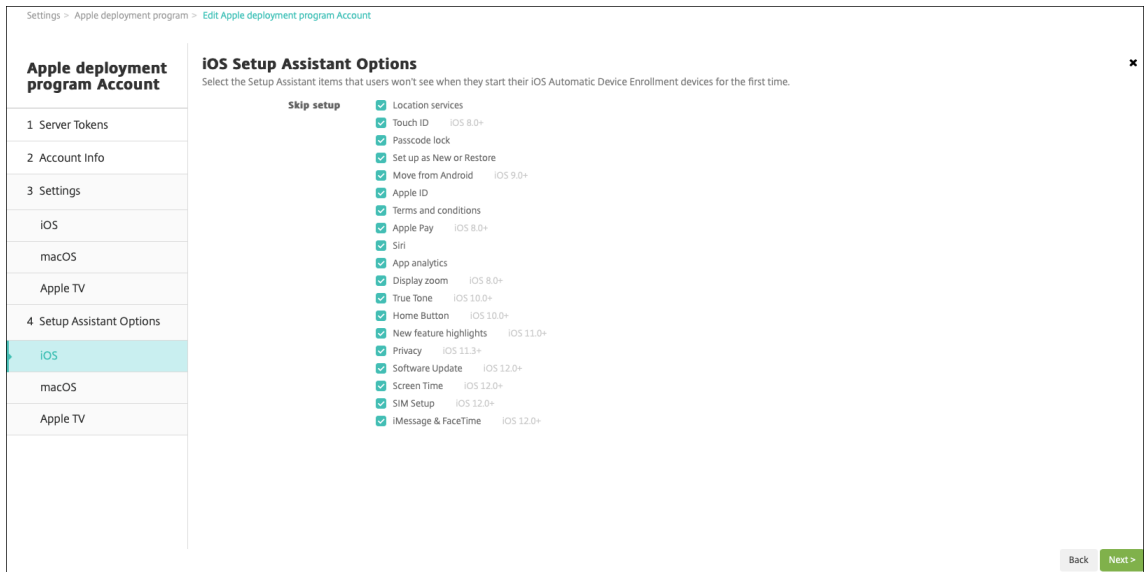 Settings > Apple deployment program > Edit Apple deployment program Account
Apple deployment
program Account
1 Server Tokens
2 Account Info
3 Settings
iOS
macOS
Apple TV
4 Setup Assistant Options
iOS
macOS
Apple TV
iOS Setup Assistant Options
Select the Setup Assistant items that users won't see when they start their iOS Automatic Device Enrollment devices for the first time.
Skip setup
Location services
Touch ID iOS 8.0+
Passcode lock
Set up as New or Restore
Move from Android iOS 9.0+
Apple ID
Terms and conditions
Apple Pay iOS 8.0+
Siri
App analytics
Display zoom iOS 8.0+
True Tone iOS 10.0+
Home Button iOS 10.0+
New feature highlights iOS 11.0+
Privacy iOS 11.3+
Software Update iOS 12.0+
Screen Time iOS 12.0+
SIM Setup iOS 12.0+
iMessage & FaceTime iOS 12.0+
Back Next >